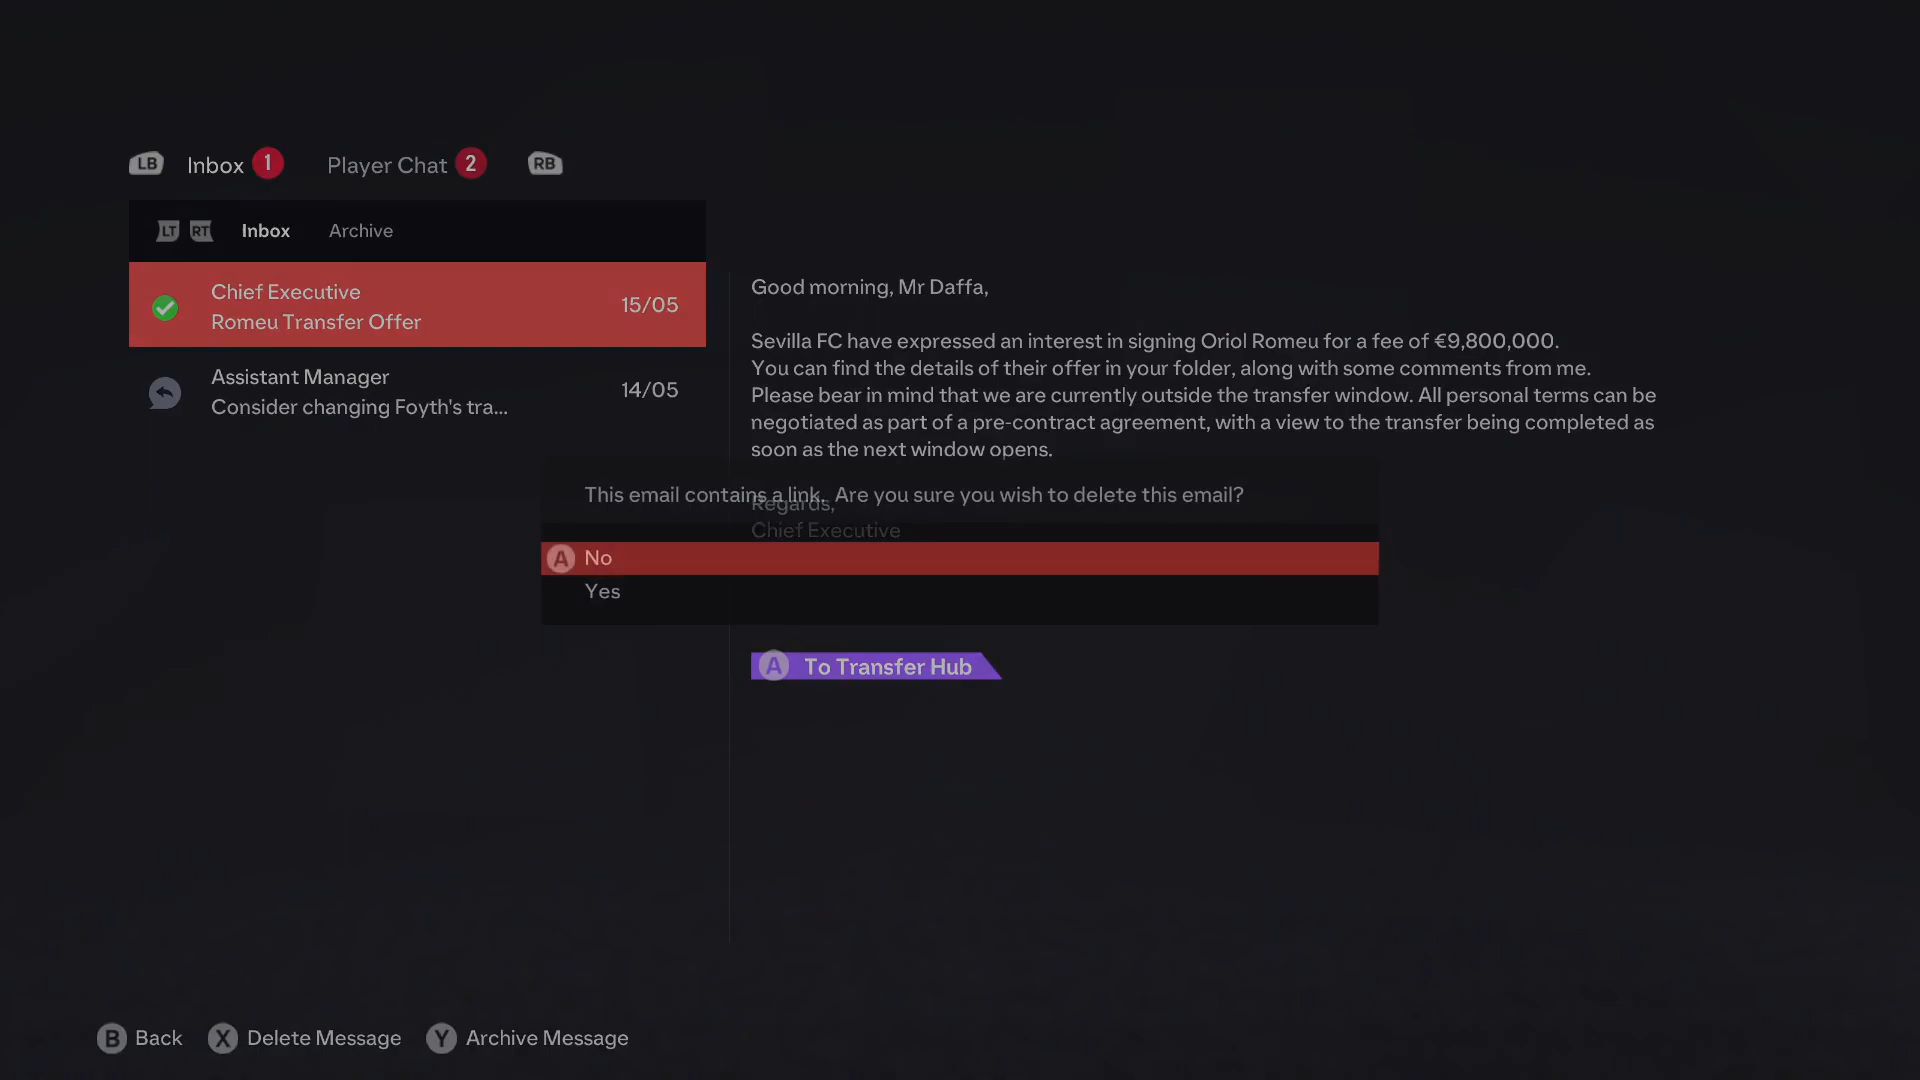 LB Inbox 1 Player Chat 2 RB
LT RT Inbox Archive
Chief Executive
Romeu Transfer Offer
15/05
Assistant Manager
Consider changing Foyth's tra...
14/05
Good morning, Mr Daffa,
Sevilla FC have expressed an interest in signing Oriol Romeu for a fee of €9,800,000.
You can find the details of their offer in your folder, along with some comments from me.
Please bear in mind that we are currently outside the transfer window. All personal terms can be
negotiated as part of a pre-contract agreement, with a view to the transfer being completed as
soon as the next window opens.
Regards,
Chief Executive
This email contains a link. Are you sure you wish to delete this email?
A No
Yes
A To Transfer Hub
B Back X Delete Message Y Archive Message